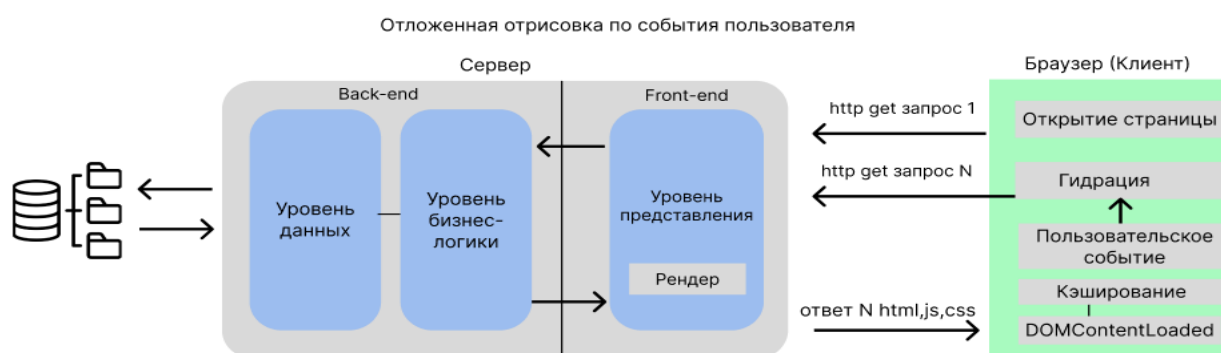 Отложенная отрисовка по события пользователя
Сервер
Браузер (Клиент)
Back-end
Front-end
http get запрос 1
Открытие страницы
http get запрос N
Гидрация
Уровень
данных
Уровень
бизнес-
логики
Уровень
представления
Пользовательское
событие
Рендер
Кэширование
ответ N html,js,css
DOMContentLoaded